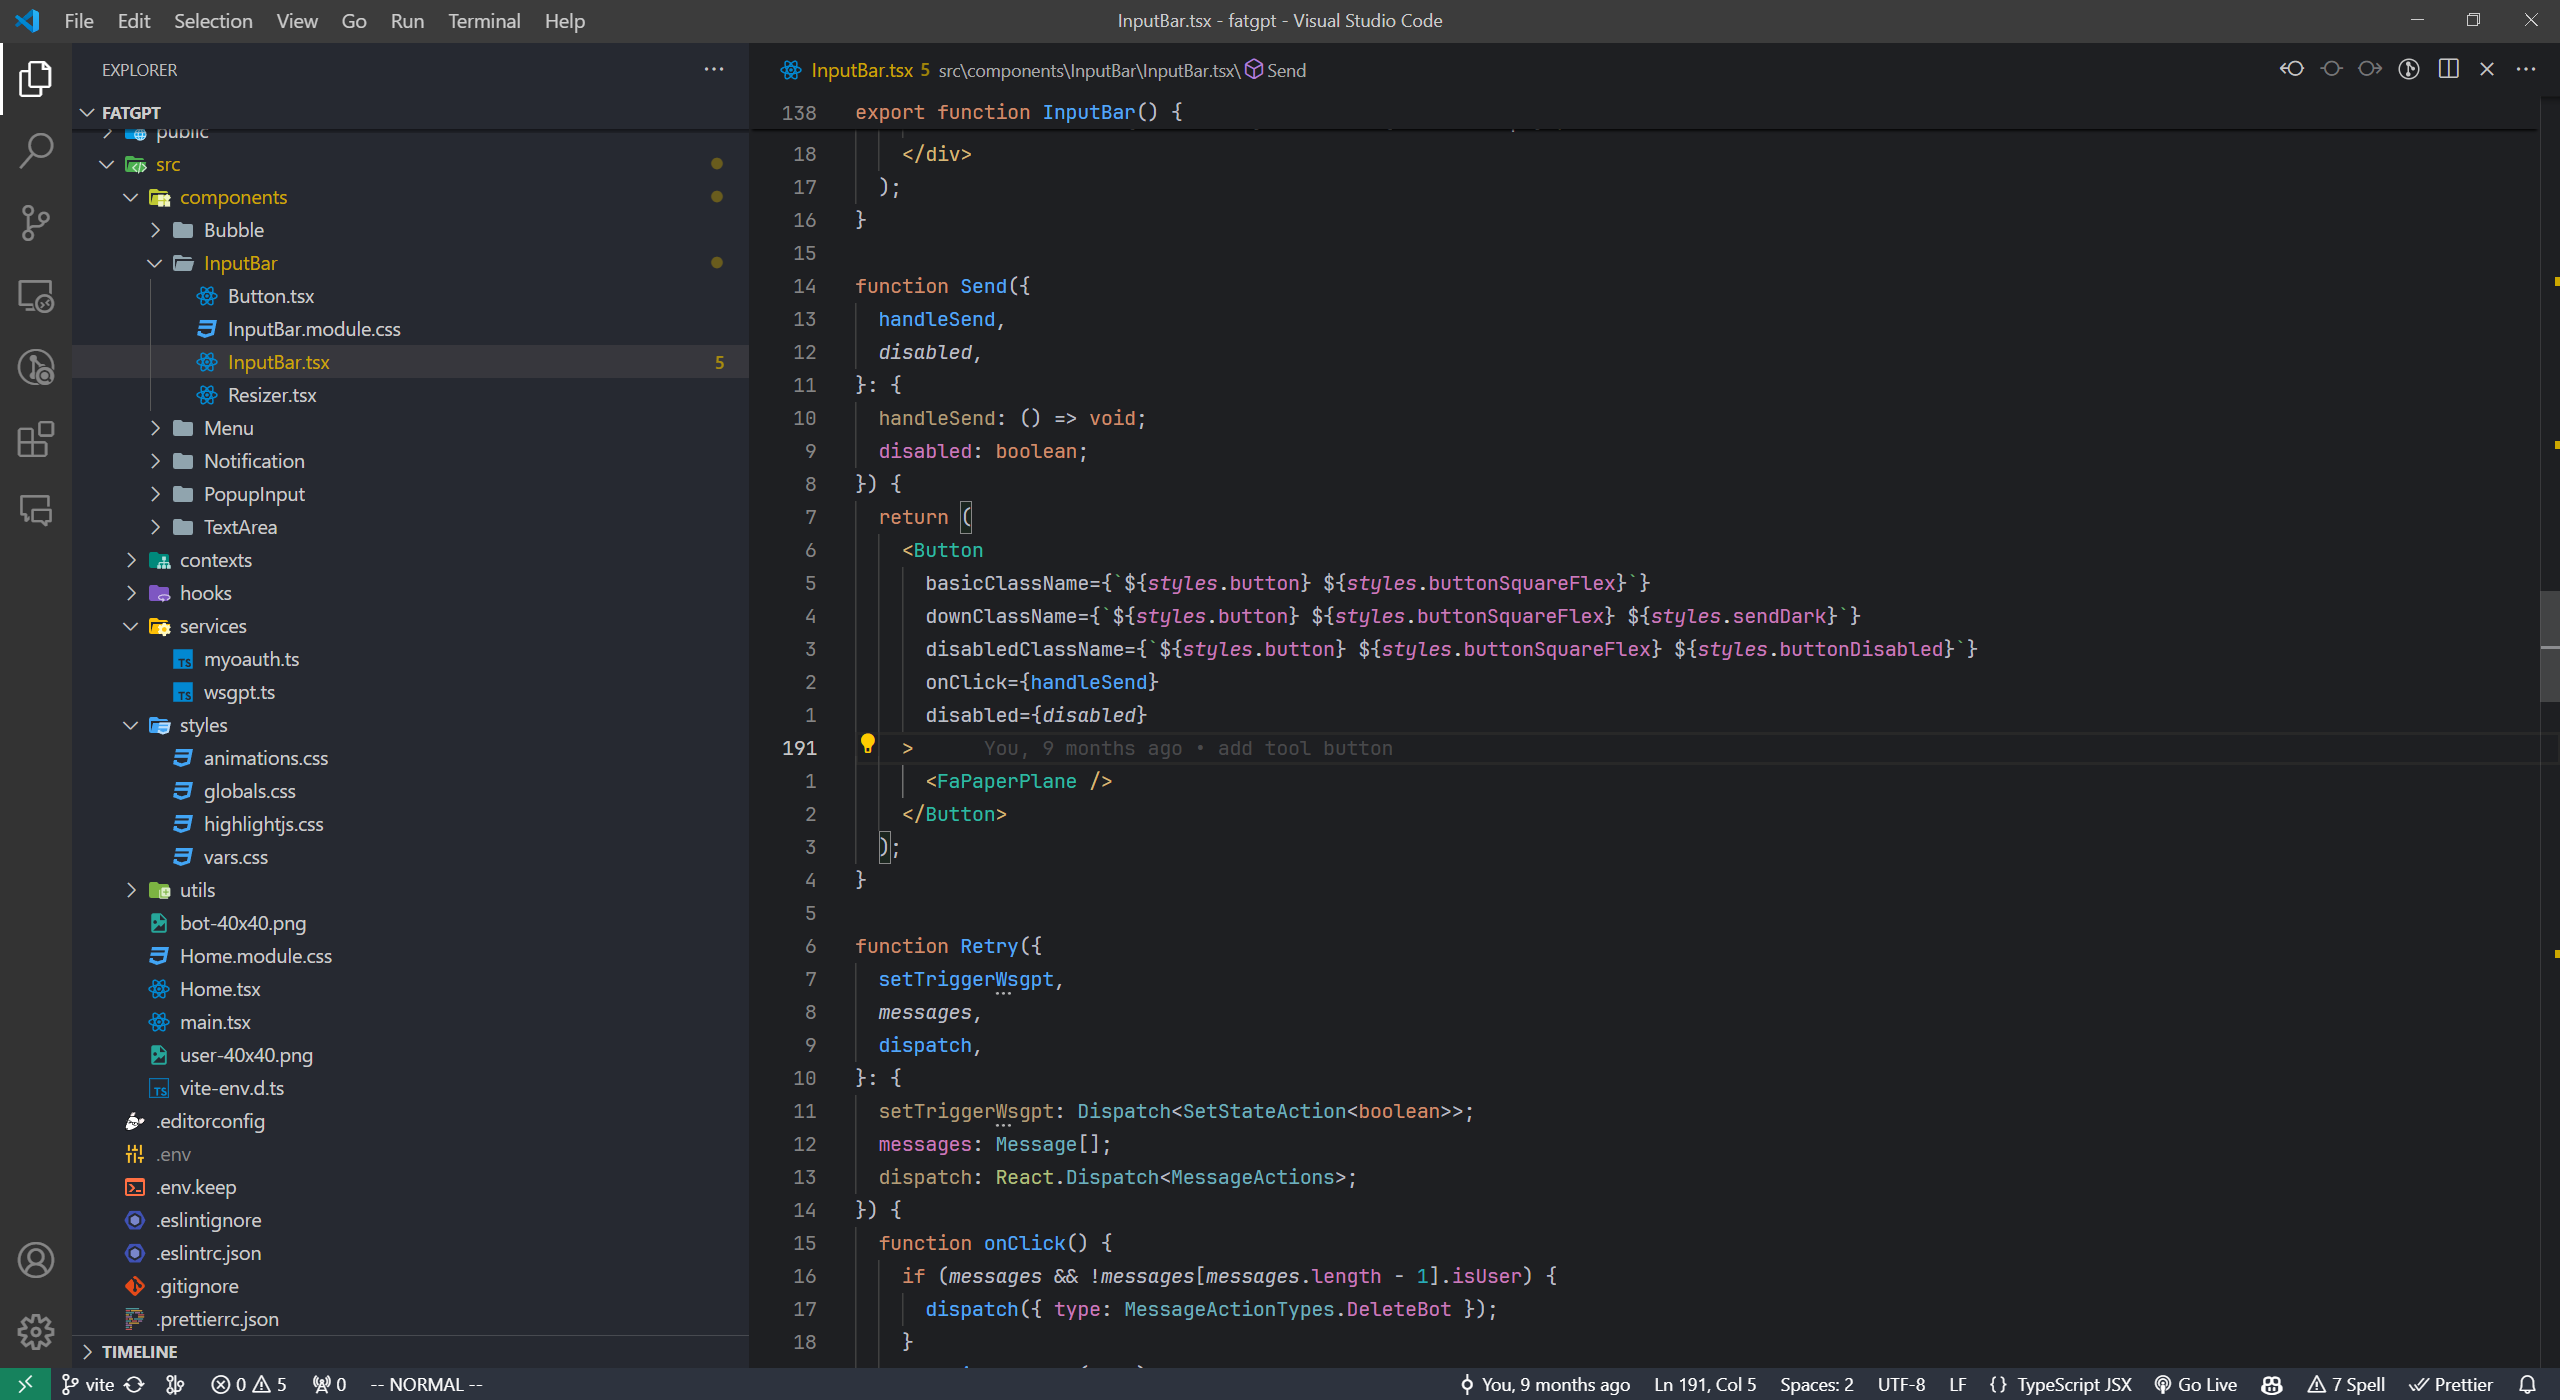 File Edit Selection View Go Run Terminal Help
InputBar.tsx - fatgpt - Visual Studio Code
EXPLORER
FATGPT
public
src
components
Bubble
InputBar
Button.tsx
InputBar.module.css
InputBar.tsx 5
Resizer.tsx
Menu
Notification
PopupInput
TextArea
contexts
hooks
services
TS myoauth.ts
TS wsgpt.ts
styles
animations.css
globals.css
highlightjs.css
vars.css
utils
bot-40x40.png
Home.module.css
Home.tsx
main.tsx
user-40x40.png
TS vite-env.d.ts
.editorconfig
.env
.env.keep
.eslintignore
.eslintrc.json
.gitignore
.prettierrc.json
TIMELINE
InputBar.tsx 5 src\components\InputBar\InputBar.tsx\ Send
138 export function InputBar() {
18 </div>
17 );
16 }
15
14 function Send({
13 handleSend,
12 disabled,
11 }: {
10 handleSend: () => void;
9 disabled: boolean;
8 }) {
7 return (
6 <Button
5 basicClassName={`${styles.button} ${styles.buttonSquareFlex}`}
4 downClassName={`${styles.button} ${styles.buttonSquareFlex} ${styles.sendDark}`}
3 disabledClassName={`${styles.button} ${styles.buttonSquareFlex} ${styles.buttonDisabled}`}
2 onClick={handleSend}
1 disabled={disabled}
191 > You, 9 months ago • add tool button
1 <FaPaperPlane />
2 </Button>
3 );
4 }
5
6 function Retry({
7 setTriggerWsgpt,
8 messages,
9 dispatch,
10 }: {
11 setTriggerWsgpt: Dispatch<SetStateAction<boolean>>;
12 messages: Message[];
13 dispatch: React.Dispatch<MessageActions>;
14 }) {
15 function onClick() {
16 if (messages && !messages[messages.length - 1].isUser) {
17 dispatch({ type: MessageActionTypes.DeleteBot });
18 }
vite 0 5 0 -- NORMAL -- You, 9 months ago Ln 191, Col 5 Spaces: 2 UTF-8 LF {} TypeScript JSX Go Live 7 Spell Prettier